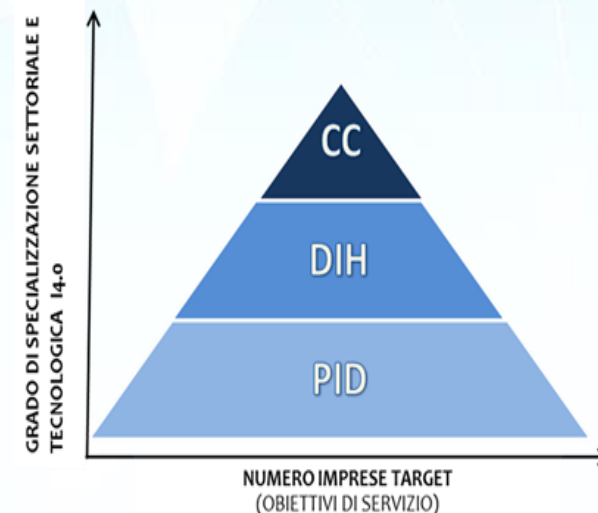 GRADO DI SPECIALIZZAZIONE SETTORIALE E
TECNOLOGICA I4.0
CC
DIH
PID
NUMERO IMPRESE TARGET
(OBIETTIVI DI SERVIZIO)